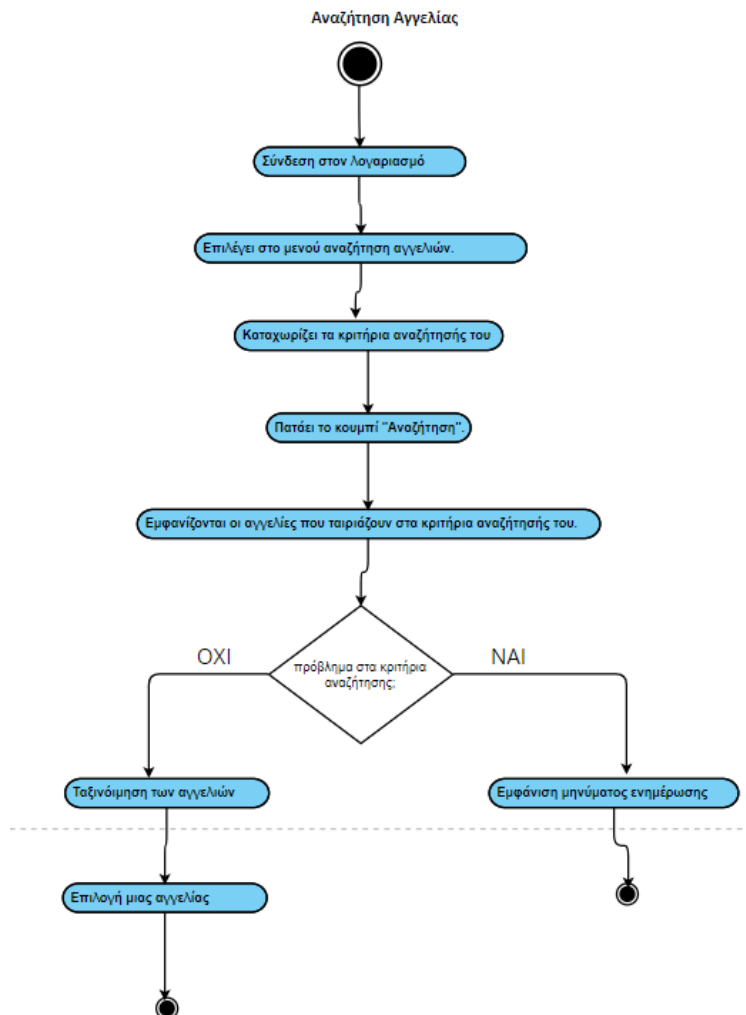 Αναζήτηση Αγγελίας
Σύνδεση στον λογαριασμό
Επιλέγει στο μενού αναζήτηση αγγελιών.
Καταχωρίζει τα κριτήρια αναζήτησής του
Πατάει το κουμπί "Αναζήτηση".
Εμφανίζονται οι αγγελίες που ταιριάζουν στα κριτήρια αναζήτησής του.
ΟΧΙ
ΝΑΙ
πρόβλημα στα κριτήρια
αναζήτησης;
Ταξινόιμηση των αγγελιών
Εμφάνιση μηνύματος ενημέρωσης
Επιλογή μιας αγγελίας